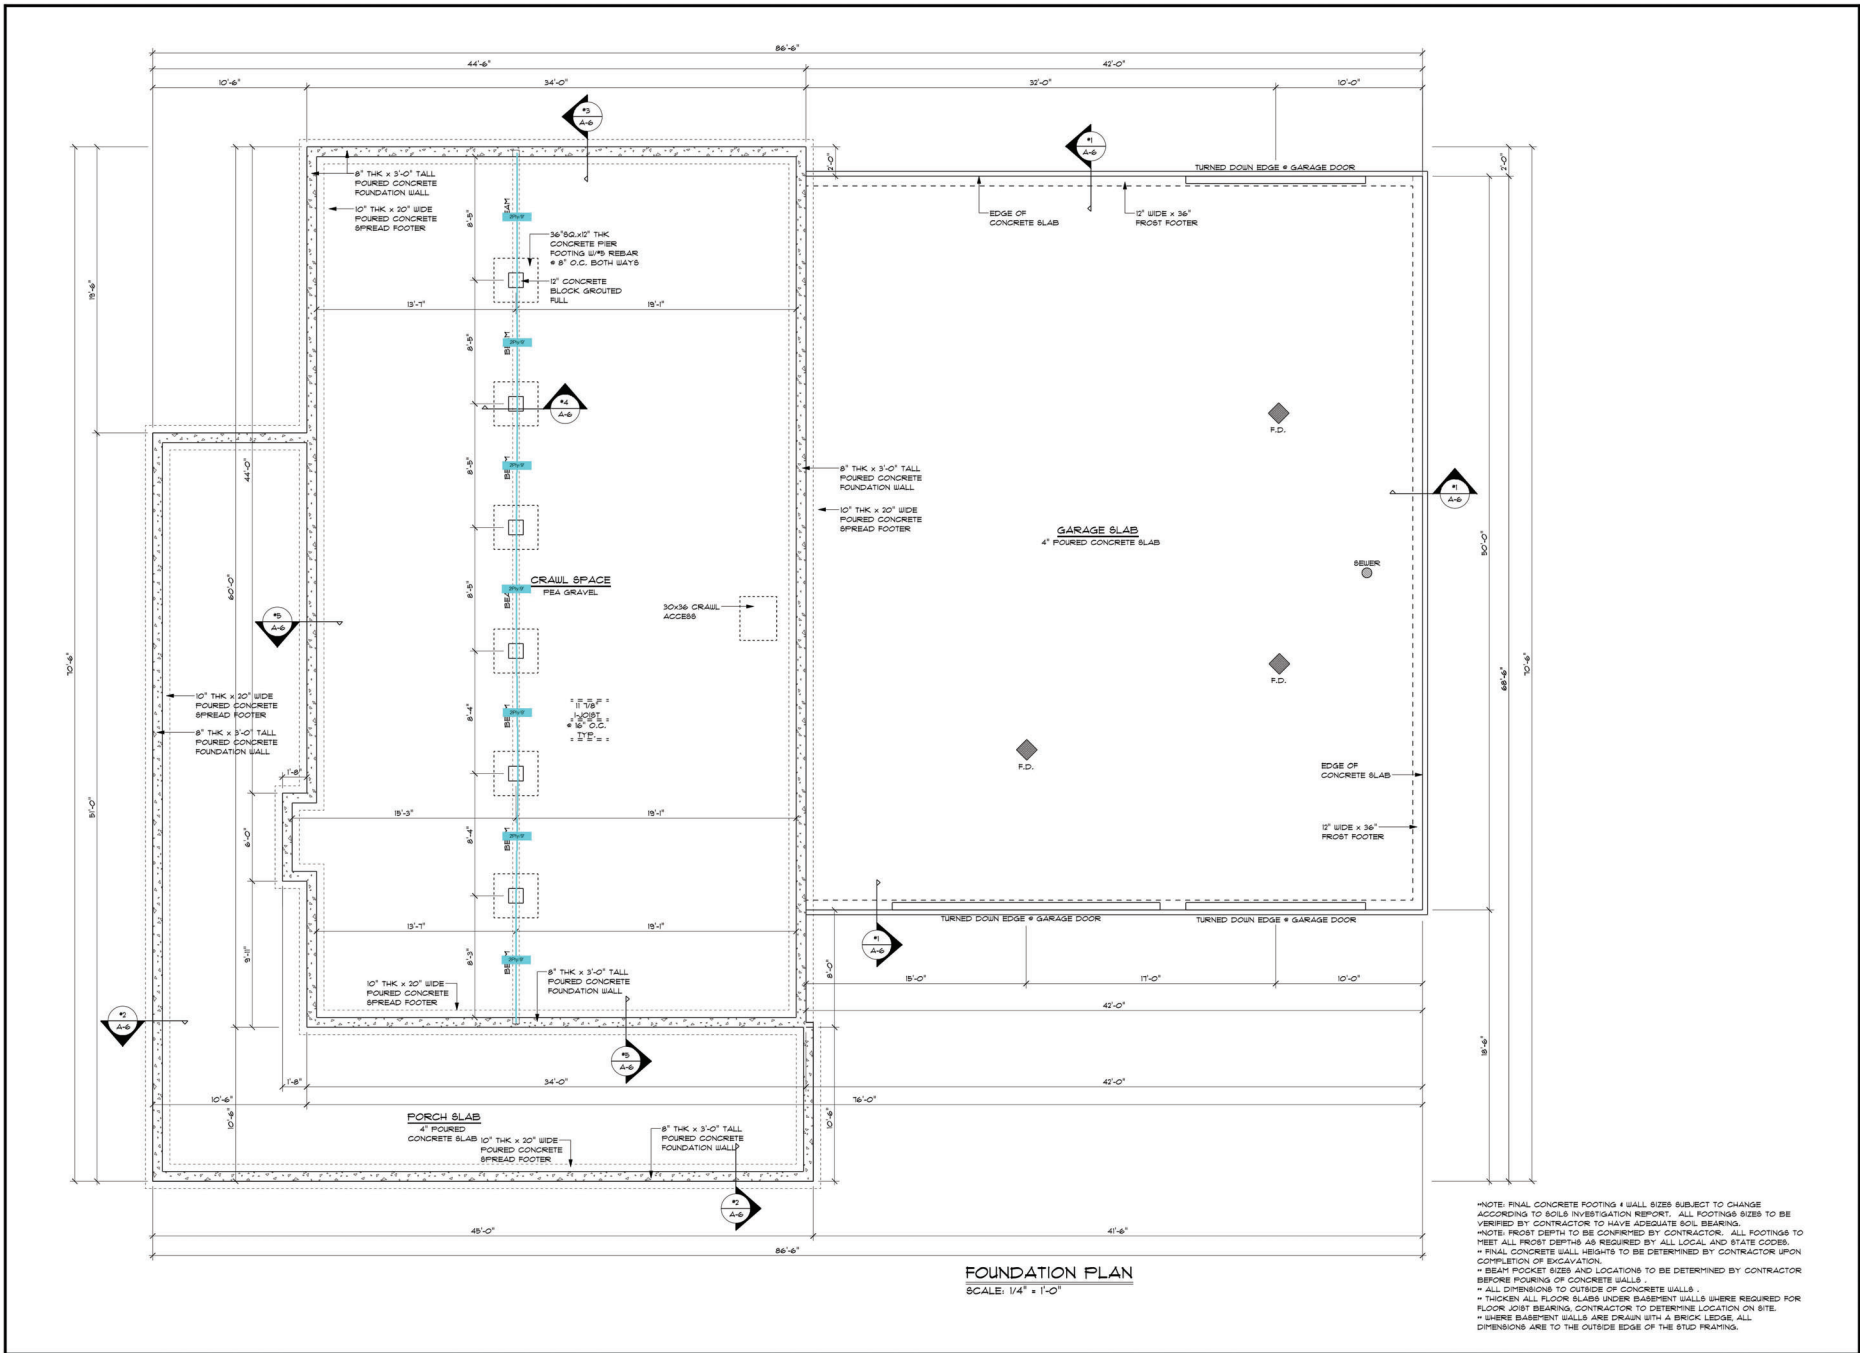 86'-6"
44'-6"
42'-0"
10'-6"
34'-0"
32'-0"
10'-0"
#3
A-6
#1
A-6
2'-0"
2'-0"
TURNED DOWN EDGE @ GARAGE DOOR
8" THK x 3'-0" TALL
POURED CONCRETE
FOUNDATION WALL
10" THK x 20" WIDE
POURED CONCRETE
SPREAD FOOTER
8'-5"
36"SQ.x12" THK
CONCRETE PIER
FOOTING W/#5 REBAR
@ 8" O.C. BOTH WAYS
12" CONCRETE
BLOCK GROUTED
FULL
EDGE OF
CONCRETE SLAB
12" WIDE x 36"
FROST FOOTER
13'-7"
19'-1"
8'-5"
#4
A-6
F.D.
44'-0"
8'-5"
8" THK x 3'-0" TALL
POURED CONCRETE
FOUNDATION WALL
10" THK x 20" WIDE
POURED CONCRETE
SPREAD FOOTER
#1
A-6
GARAGE SLAB
4" POURED CONCRETE SLAB
50'-0"
SEWER
60'-0"
8'-5"
CRAWL SPACE
PEA GRAVEL
30x36 CRAWL
ACCESS
#5
A-6
70'-6"
68'-6"
70'-6"
F.D.
10" THK x 20" WIDE
POURED CONCRETE
SPREAD FOOTER
8" THK x 3'-0" TALL
POURED CONCRETE
FOUNDATION WALL
8'-4"
11 7/8"
I-JOIST
@ 16" O.C.
TYP.
F.D.
1'-8"
EDGE OF
CONCRETE SLAB
51'-0"
15'-3"
19'-1"
6'-0"
8'-4"
12" WIDE x 36"
FROST FOOTER
13'-7"
19'-1"
TURNED DOWN EDGE @ GARAGE DOOR
TURNED DOWN EDGE @ GARAGE DOOR
#1
A-6
8'-3"
8'-0"
10" THK x 20" WIDE
POURED CONCRETE
SPREAD FOOTER
8" THK x 3'-0" TALL
POURED CONCRETE
FOUNDATION WALL
15'-0"
17'-0"
10'-0"
42'-0"
#2
A-6
18'-6"
#5
A-6
1'-8"
34'-0"
42'-0"
10'-6"
76'-0"
10'-6"
10'-6"
PORCH SLAB
4" POURED
CONCRETE SLAB
10" THK x 20" WIDE
POURED CONCRETE
SPREAD FOOTER
8" THK x 3'-0" TALL
POURED CONCRETE
FOUNDATION WALL
#2
A-6
45'-0"
41'-6"
86'-6"
FOUNDATION PLAN
SCALE: 1/4" = 1'-0"
**NOTE: FINAL CONCRETE FOOTING & WALL SIZES SUBJECT TO CHANGE
ACCORDING TO SOILS INVESTIGATION REPORT. ALL FOOTINGS SIZES TO BE
VERIFIED BY CONTRACTOR TO HAVE ADEQUATE SOIL BEARING.
**NOTE: FROST DEPTH TO BE CONFIRMED BY CONTRACTOR. ALL FOOTINGS TO
MEET ALL FROST DEPTHS AS REQUIRED BY ALL LOCAL AND STATE CODES.
** FINAL CONCRETE WALL HEIGHTS TO BE DETERMINED BY CONTRACTOR UPON
COMPLETION OF EXCAVATION.
** BEAM POCKET SIZES AND LOCATIONS TO BE DETERMINED BY CONTRACTOR
BEFORE POURING OF CONCRETE WALLS .
** ALL DIMENSIONS TO OUTSIDE OF CONCRETE WALLS .
** THICKEN ALL FLOOR SLABS UNDER BASEMENT WALLS WHERE REQUIRED FOR
FLOOR JOIST BEARING, CONTRACTOR TO DETERMINE LOCATION ON SITE.
** WHERE BASEMENT WALLS ARE DRAWN WITH A BRICK LEDGE, ALL
DIMENSIONS ARE TO THE OUTSIDE EDGE OF THE STUD FRAMING.